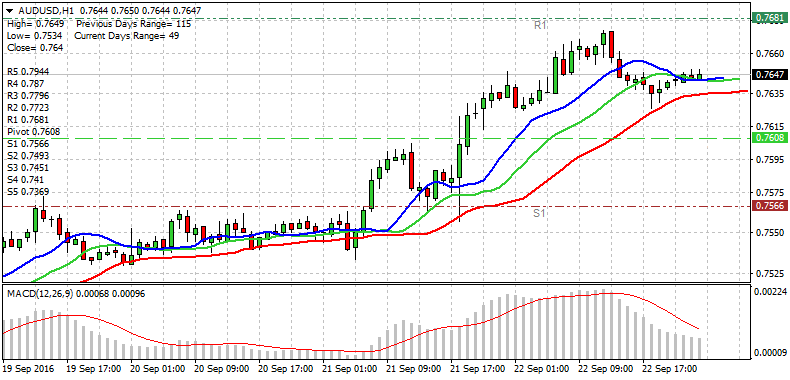 AUDUSD,H1 0.7644 0.7650 0.7644 0.7647
High= 0.7649 Previous Days Range= 115
Low= 0.7534 Current Days Range= 49
Close= 0.764
R5 0.7944
R4 0.787
R3 0.7796
R2 0.7723
R1 0.7681
Pivot 0.7608
S1 0.7566
S2 0.7493
S3 0.7451
S4 0.741
S5 0.7369
R1
S1
0.7681
0.7660
0.7647
0.7635
0.7615
0.7608
0.7595
0.7566
0.7550
0.7525
MACD(12,26,9) 0.00068 0.00096
0.00224
0.00009
19 Sep 2016
19 Sep 17:00
20 Sep 01:00
20 Sep 09:00
20 Sep 17:00
21 Sep 01:00
21 Sep 09:00
21 Sep 17:00
22 Sep 01:00
22 Sep 09:00
22 Sep 17:00